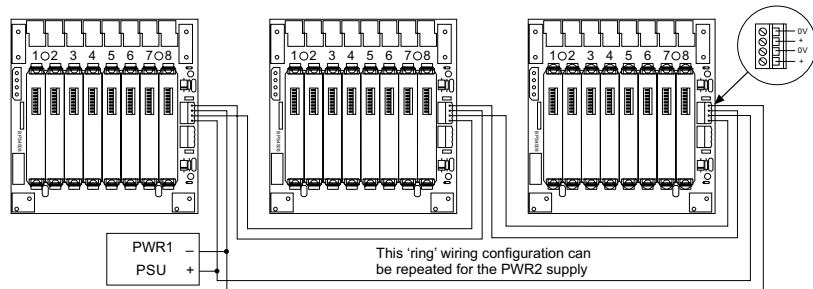 1 2 3 4 5 6 7 8
1 2 3 4 5 6 7 8
1 2 3 4 5 6 7 8
0V
+
0V
+
PWR1 –
PSU +
This ‘ring’ wiring configuration can
be repeated for the PWR2 supply